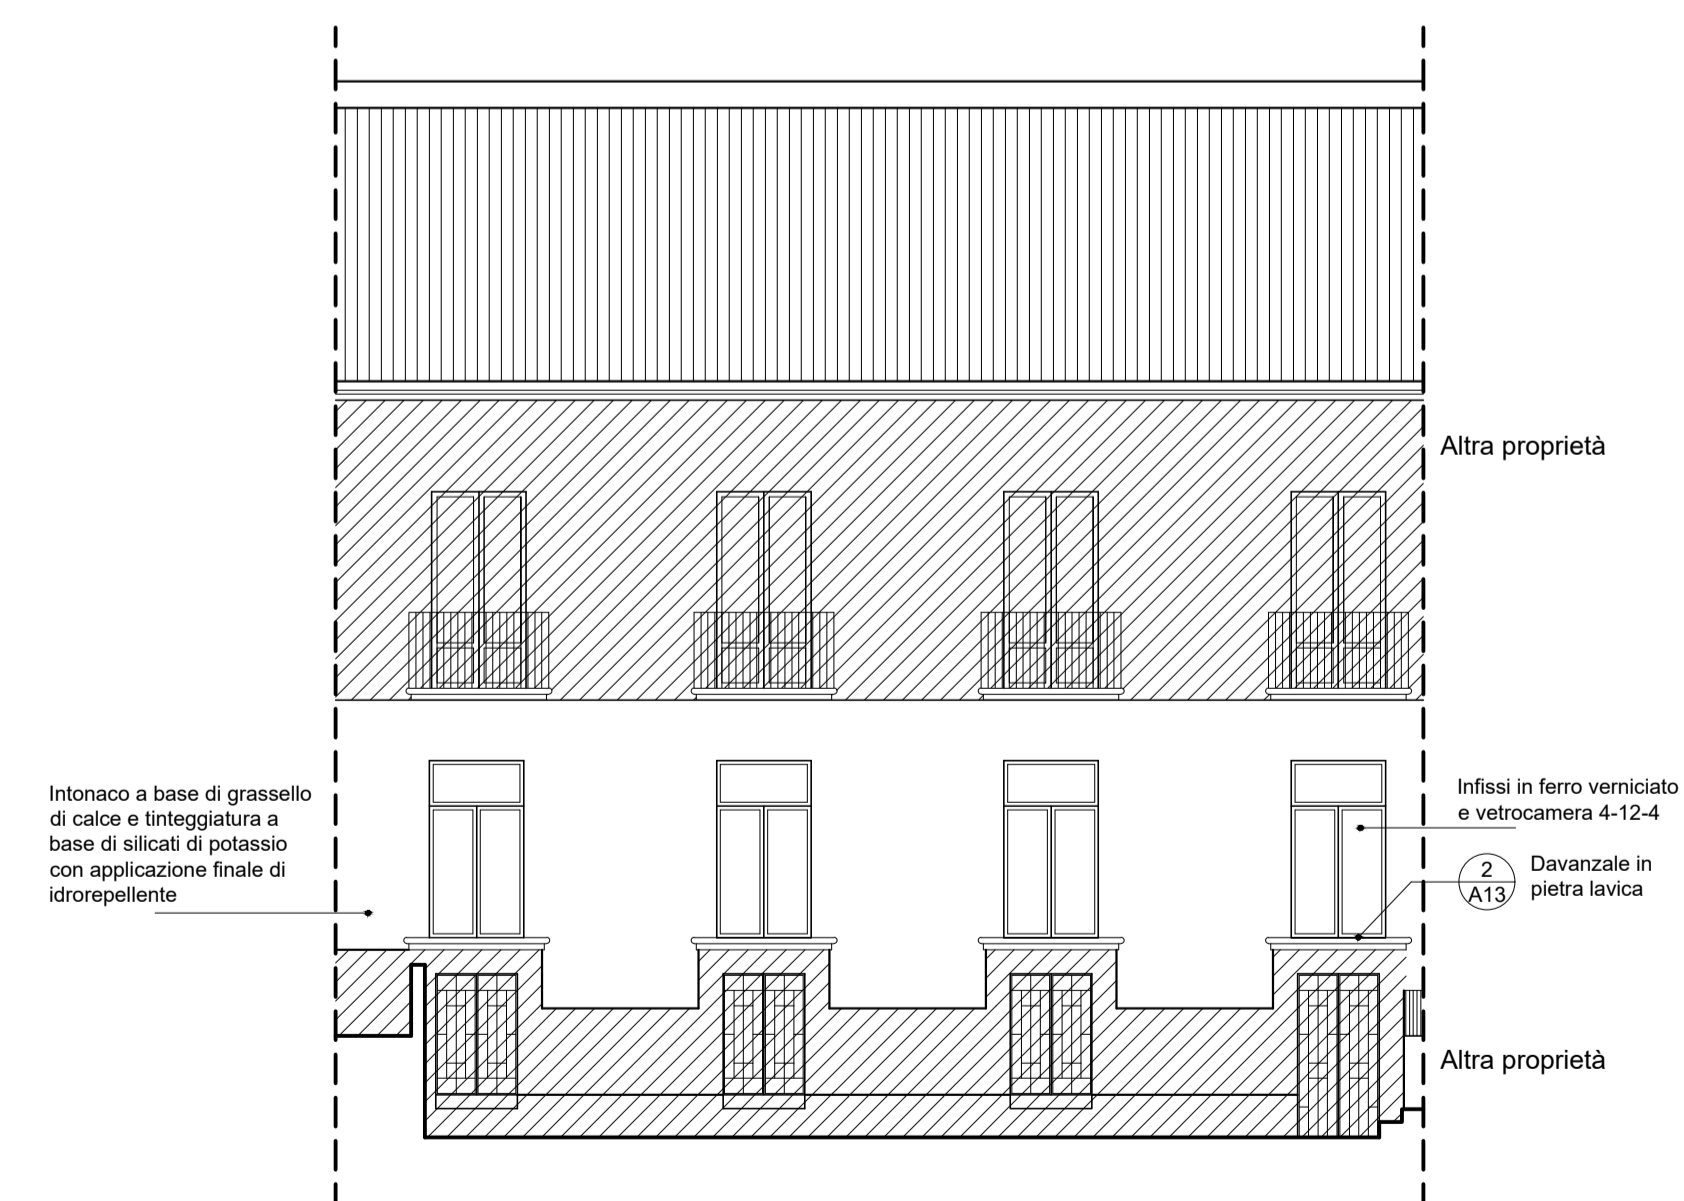 Altra proprietà
Intonaco a base di grassello
di calce e tinteggiatura a
base di silicati di potassio
con applicazione finale di
idrorepellente
Infissi in ferro verniciato
e vetrocamera 4-12-4
2
A13
Davanzale in
pietra lavica
Altra proprietà